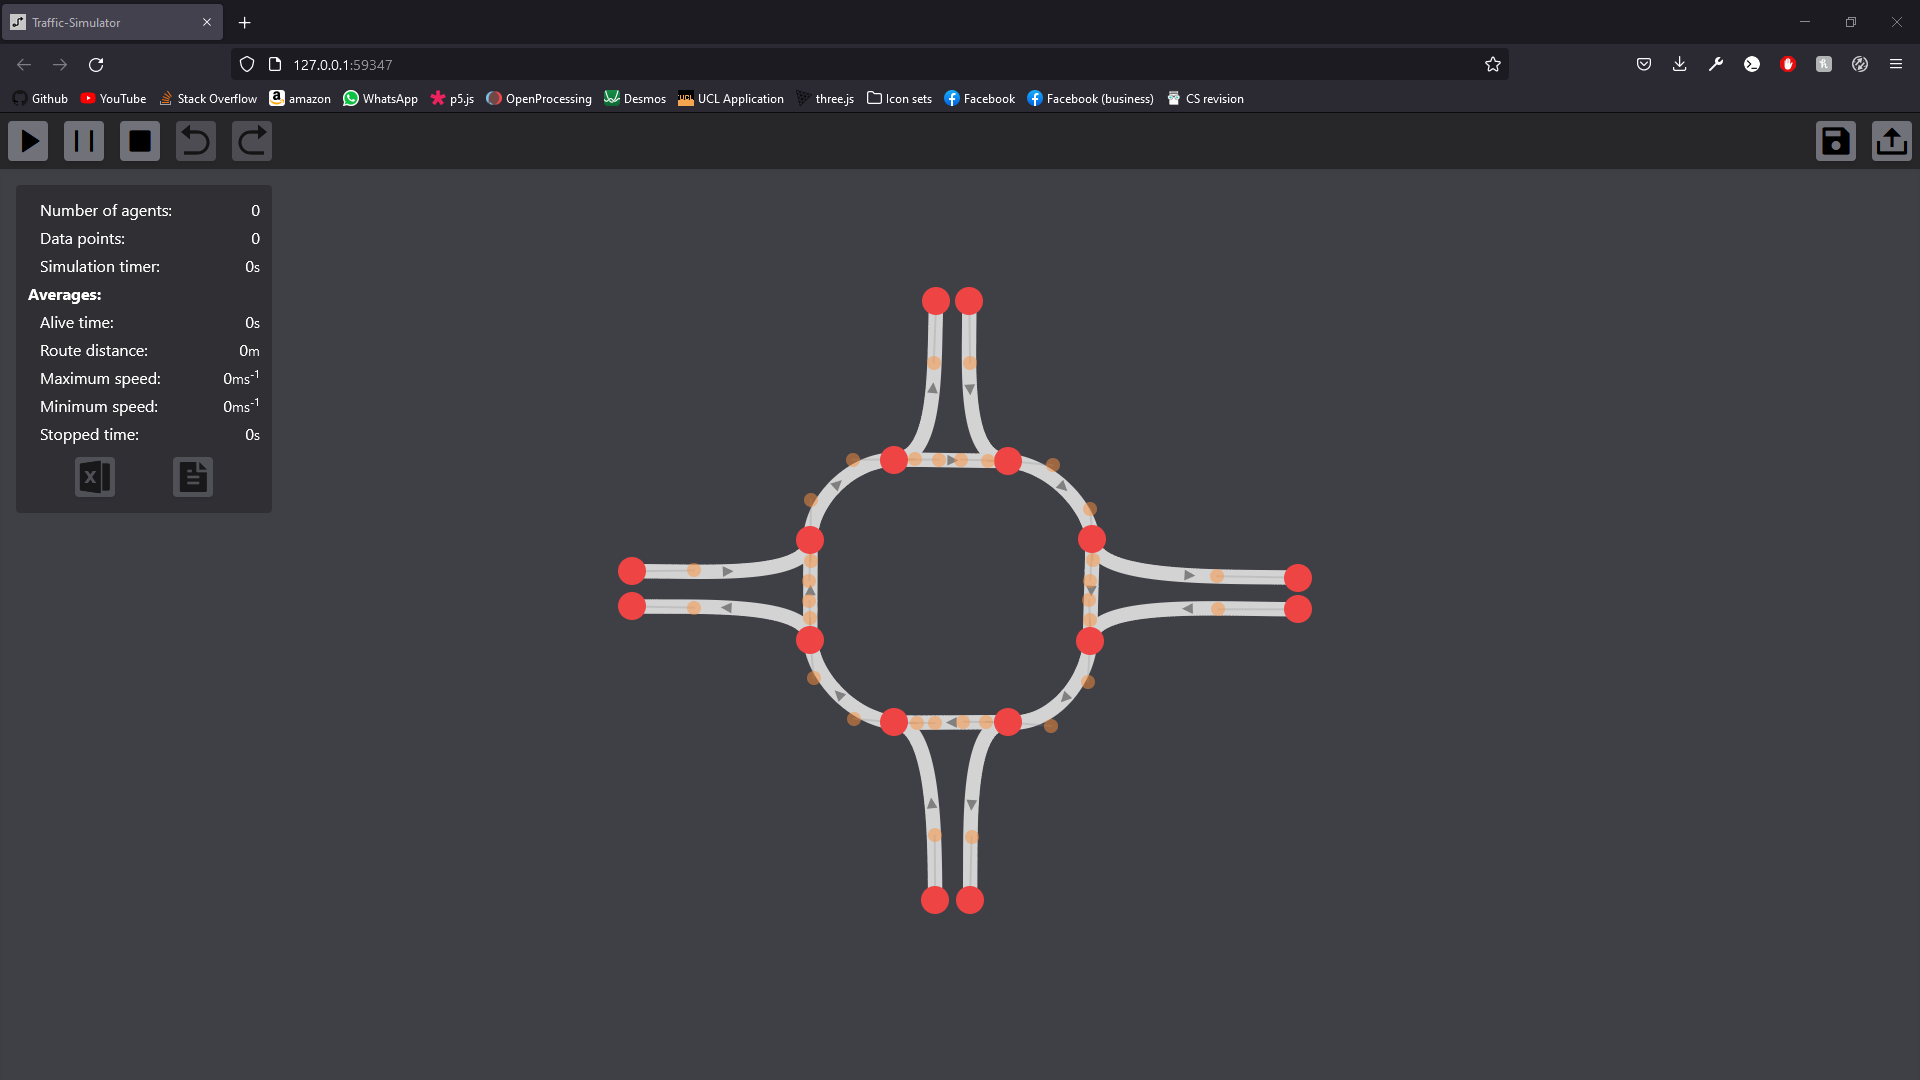 Traffic-Simulator
127.0.0.1:59347
Github YouTube Stack Overflow amazon WhatsApp p5.js OpenProcessing Desmos UCL Application three.js Icon sets Facebook Facebook (business) CS revision
Number of agents: 0
Data points: 0
Simulation timer: 0s
Averages:
Alive time: 0s
Route distance: 0m
Maximum speed: 0ms⁻¹
Minimum speed: 0ms⁻¹
Stopped time: 0s